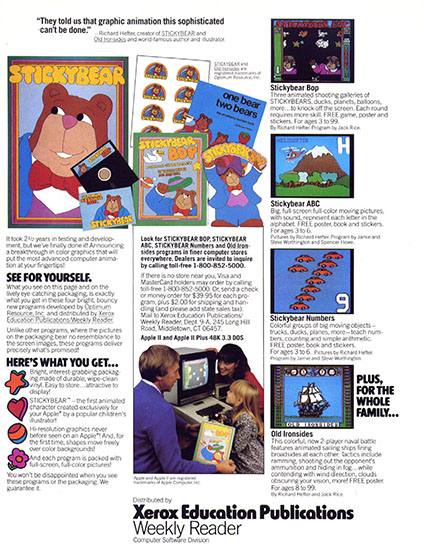 "They told us that graphic animation this sophisticated
can't be done."
– Richard Hefter, creator of STICKYBEAR and
Old Ironsides and world-famous author and illustrator.
STICKYBEAR and
Old Ironsides are
registered trademarks of
Optimum Resource, Inc.
STICKYBEAR
one bear
two bears
STICKYBEAR
BOP
STICKYBEAR
STICKYBEAR
It took 2½ years in testing and develop-
ment, but we've finally done it! Announcing
a breakthrough in color graphics that will
put the most advanced computer anima-
tion at your fingertips!
SEE FOR YOURSELF.
What you see on this page and on the
lively eye catching packaging, is exactly
what you get in these four bright, bouncy
new programs developed by Optimum
Resource, Inc. and distributed by Xerox
Education Publications/Weekly Reader.
Unlike other programs, where the pictures
on the packaging bear no resemblance to
the screen images, these programs deliver
precisely what's promised!
HERE'S WHAT YOU GET...
Bright, interest-grabbing packag-
ing made of durable, wipe-clean
vinyl. Easy to store...attractive to
display!
STICKYBEAR™ – the first animated
character created exclusively for
your Apple® by a popular children's
illustrator!
Hi-resolution graphics never
before seen on an Apple®! And, for
the first time, shapes move freely
over color backgrounds!
And each program is packed with
full-screen, full-color pictures!
You won't be disappointed when you see
these programs or the packaging. We
guarantee it.
Look for STICKYBEAR BOP, STICKYBEAR
ABC, STICKYBEAR Numbers and Old Iron-
sides programs in finer computer stores
everywhere. Dealers are invited to inquire
by calling toll-free 1-800-852-5000.
If there is no store near you, Visa and
MasterCard holders may order by calling
toll-free 1-800-852-5000. Or, send a check
or money order for $39.95 for each pro-
gram, plus $2.00 for shipping and han-
dling (and please add state sales tax).
Mail to Xerox Education Publications/
Weekly Reader, Dept. 9-A, 245 Long Hill
Road, Middletown, CT 06457.
Apple II and Apple II Plus 48K 3.3 DOS
Apple and Apple II are registered
trademarks of Apple Computer, Inc.
Stickybear Bop
Three animated shooting galleries of
STICKYBEARS, ducks, planets, balloons,
more...to knock off the screen. Each round
requires more skill. FREE game, poster and
stickers. For ages 3 to 99.
By Richard Hefter. Program by Jack Rice.
HELICOPTER
H
Stickybear ABC
Big, full-screen full-color moving pictures,
with sound, represent each letter in the
alphabet. FREE poster, book and stickers.
For ages 3 to 6.
Pictures by Richard Hefter. Program by Janie and
Steve Worthington and Spencer Howe.
9
Stickybear Numbers
Colorful groups of big moving objects –
trucks, ducks, planes, more – teach num-
bers, counting and simple arithmetic.
FREE poster, book and stickers.
For ages 3 to 6. Pictures by Richard Hefter.
Program by Janie and Steve Worthington
OLD IRONSIDES
PLUS,
FOR THE
WHOLE
FAMILY...
Old Ironsides
This colorful, new 2-player naval battle
features animated sailing ships firing
broadsides at each other. Tactics include
ramming, shooting out the opponent's
ammunition and hiding in fog...while
contending with wind direction, clouds
obscuring your vision, more! FREE poster.
For ages 8 to 99.
By Richard Hefter and Jack Rice.
Distributed by
Xerox Education Publications
Weekly Reader
Computer Software Division